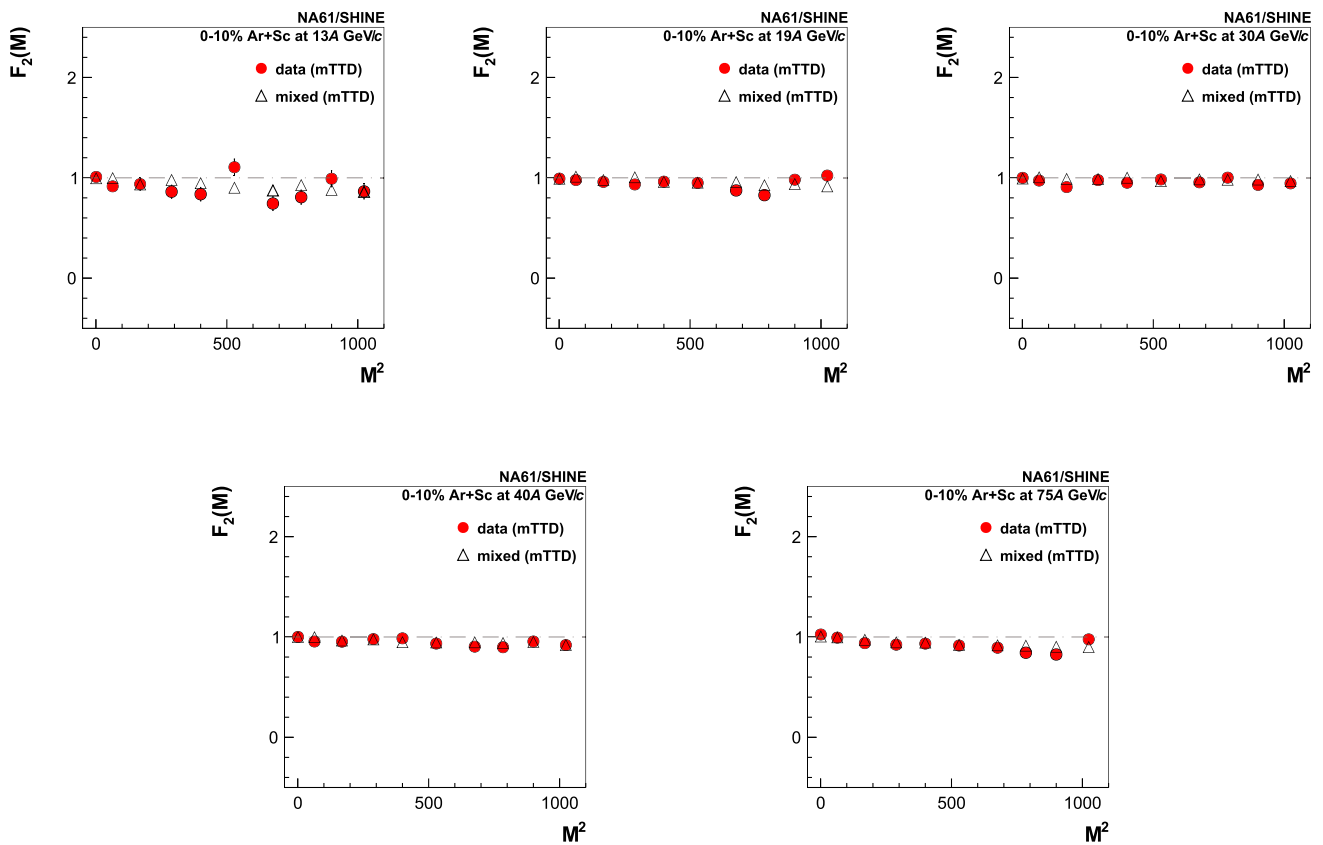 NA61/SHINE
0-10% Ar+Sc at 13A GeV/c
F2(M)
data (mTTD)
mixed (mTTD)
2
1
0
0 500 1000
M²
NA61/SHINE
0-10% Ar+Sc at 19A GeV/c
F2(M)
data (mTTD)
mixed (mTTD)
2
1
0
0 500 1000
M²
NA61/SHINE
0-10% Ar+Sc at 30A GeV/c
F2(M)
data (mTTD)
mixed (mTTD)
2
1
0
0 500 1000
M²
NA61/SHINE
0-10% Ar+Sc at 40A GeV/c
F2(M)
data (mTTD)
mixed (mTTD)
2
1
0
0 500 1000
M²
NA61/SHINE
0-10% Ar+Sc at 75A GeV/c
F2(M)
data (mTTD)
mixed (mTTD)
2
1
0
0 500 1000
M²